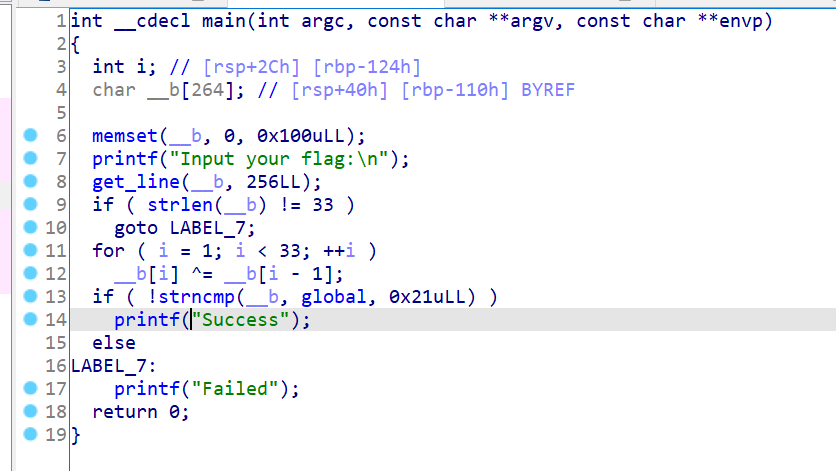 1 int __cdecl main(int argc, const char **argv, const char **envp)
2 {
3   int i; // [rsp+2Ch] [rbp-124h]
4   char __b[264]; // [rsp+40h] [rbp-110h] BYREF
5
6   memset(__b, 0, 0x100uLL);
7   printf("Input your flag:\n");
8   get_line(__b, 256LL);
9   if ( strlen(__b) != 33 )
10     goto LABEL_7;
11   for ( i = 1; i < 33; ++i )
12     __b[i] ^= __b[i - 1];
13   if ( !strncmp(__b, global, 0x21uLL) )
14     printf("Success");
15   else
16 LABEL_7:
17     printf("Failed");
18   return 0;
19 }